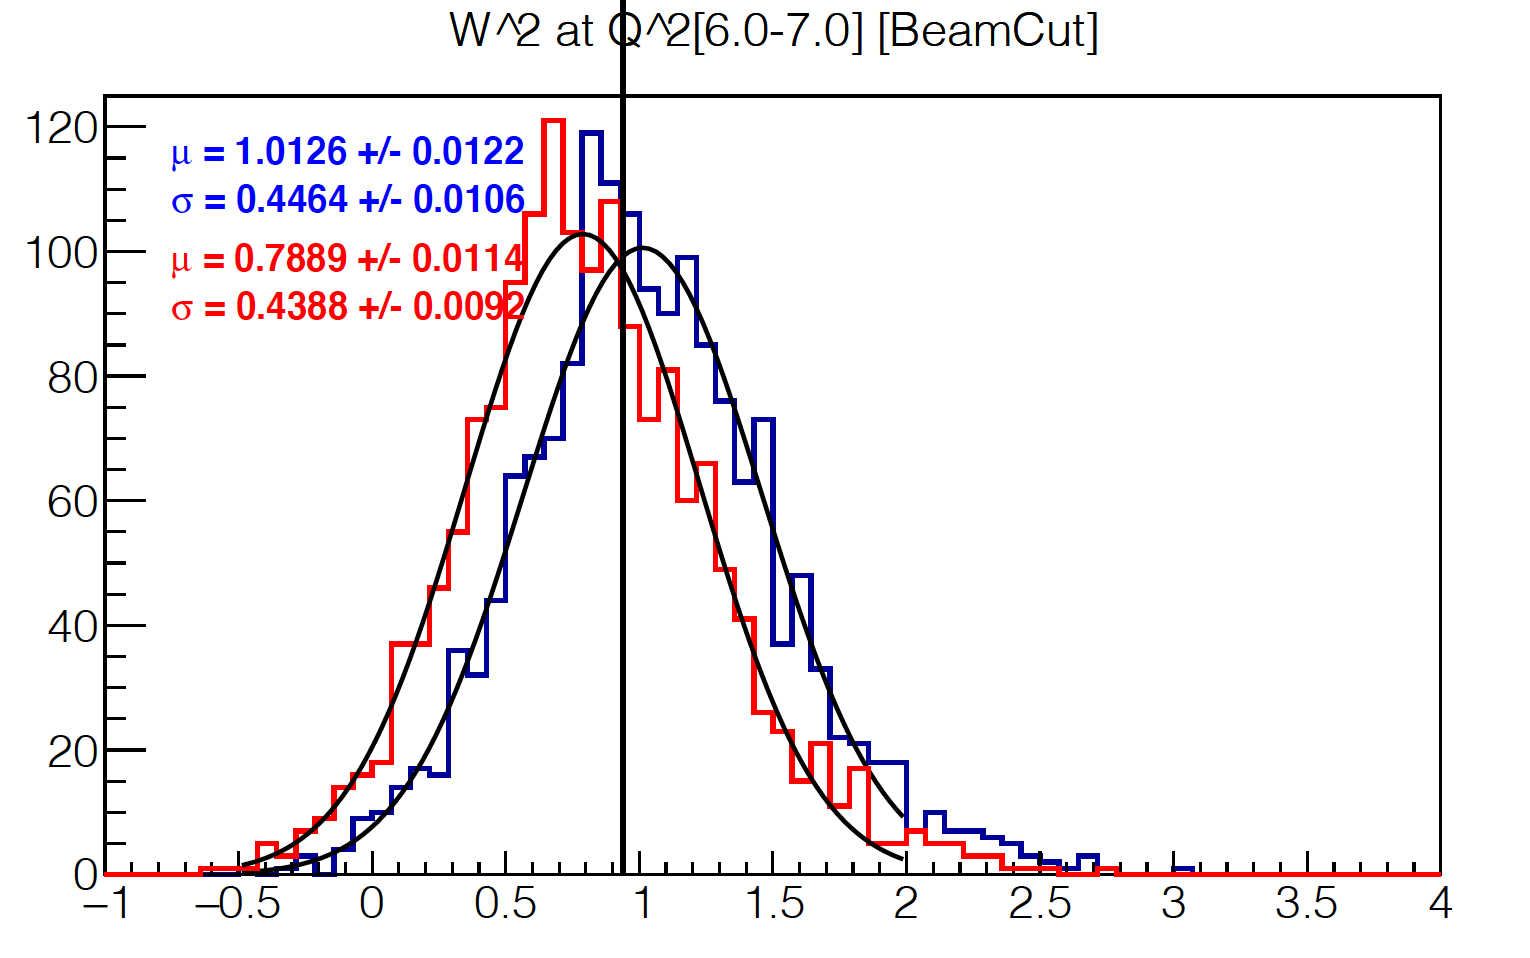 W^2 at Q^2[6.0-7.0] [BeamCut]
120
100
80
60
40
20
0
μ = 1.0126 +/- 0.0122
σ = 0.4464 +/- 0.0106
μ = 0.7889 +/- 0.0114
σ = 0.4388 +/- 0.0092
−1 −0.5 0 0.5 1 1.5 2 2.5 3 3.5 4